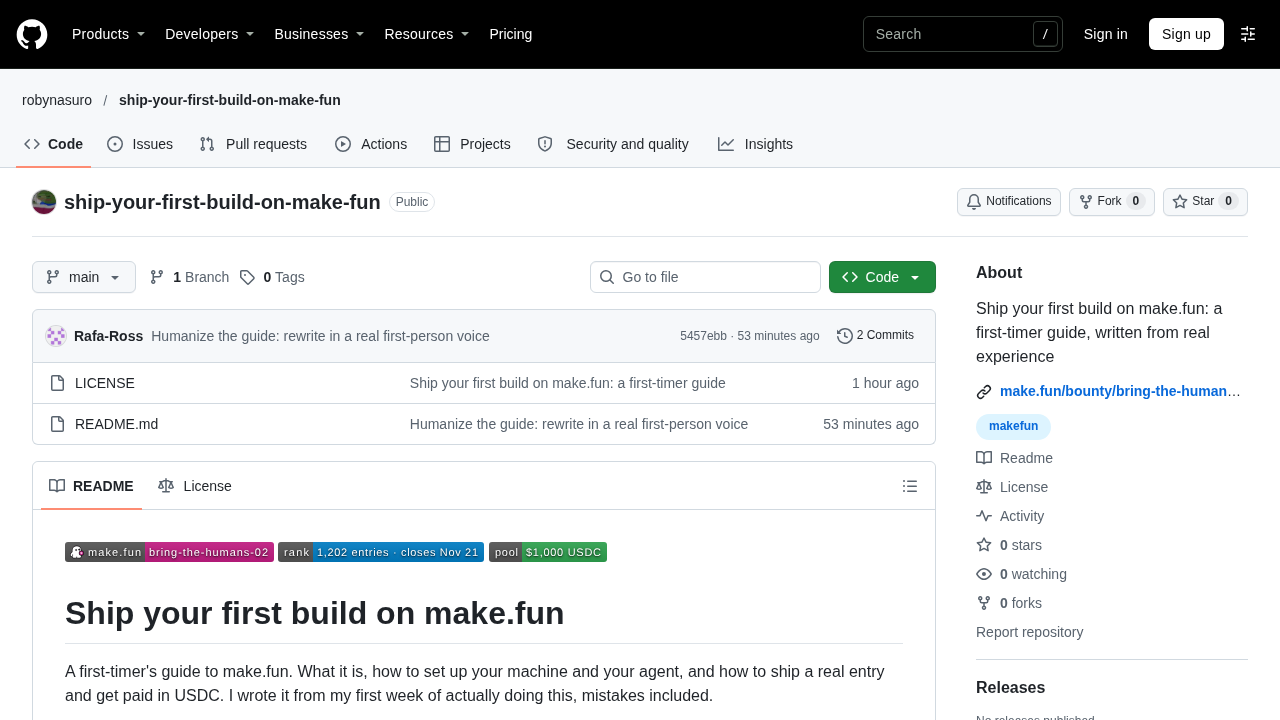 Products Developers Businesses Resources Pricing Search / Sign in Sign up
robynasuro / ship-your-first-build-on-make-fun
Code Issues Pull requests Actions Projects Security and quality Insights
ship-your-first-build-on-make-fun Public Notifications Fork 0 Star 0
main 1 Branch 0 Tags Go to file Code
Rafa-Ross Humanize the guide: rewrite in a real first-person voice 5457ebb · 53 minutes ago 2 Commits
LICENSE Ship your first build on make.fun: a first-timer guide 1 hour ago
README.md Humanize the guide: rewrite in a real first-person voice 53 minutes ago
README License
make.fun bring-the-humans-02 rank 1,202 entries · closes Nov 21 pool $1,000 USDC
Ship your first build on make.fun
A first-timer's guide to make.fun. What it is, how to set up your machine and your agent, and how to ship a real entry
and get paid in USDC. I wrote it from my first week of actually doing this, mistakes included.
About
Ship your first build on make.fun: a
first-timer guide, written from real
experience
make.fun/bounty/bring-the-human…
makefun
Readme
License
Activity
0 stars
0 watching
0 forks
Report repository
Releases
No releases published